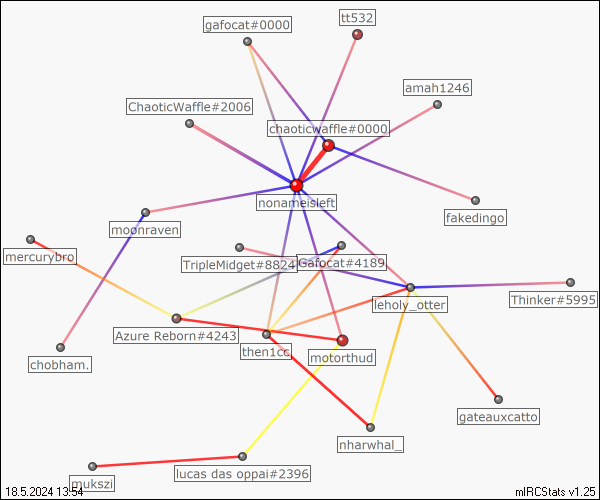 gafocat#0000
tt532
amah1246
ChaoticWaffle#2006
chaoticwaffle#0000
nonameisleft
fakedingo
moonraven
mercurybro
TripleMidget#8824
Gafocat#4189
leholy_otter
Thinker#5995
Azure Reborn#4243
then1cc
motorthud
chobham.
gateauxcatto
nharwhal_
lucas das oppai#2396
mukszi
18.5.2024 13:54
mIRCStats v1.25